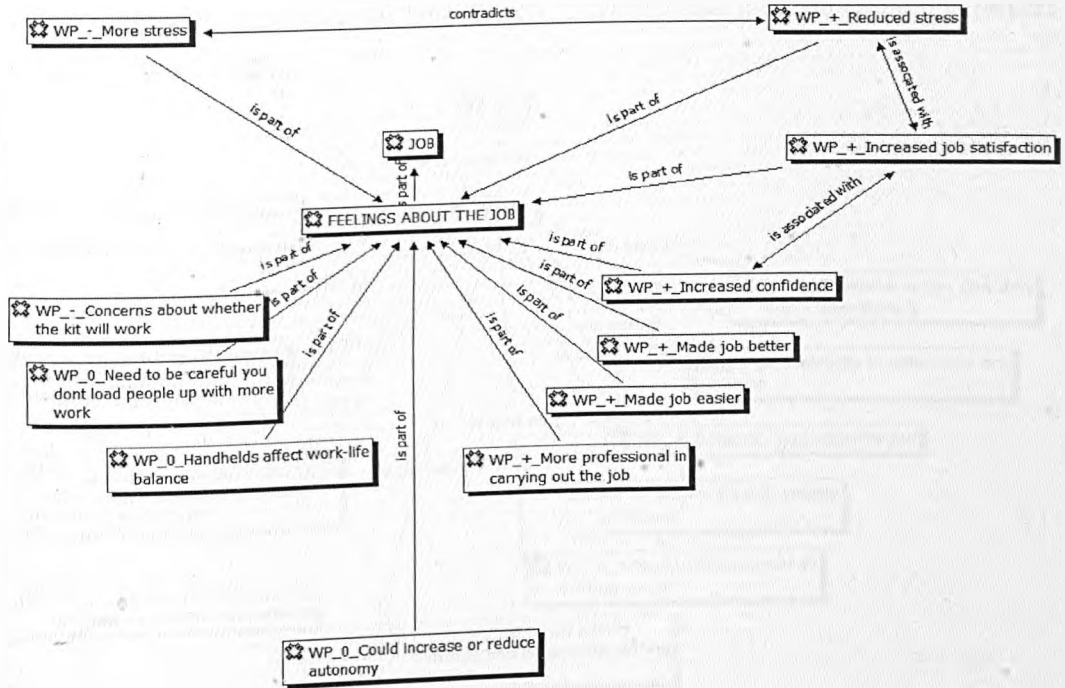 contradicts
WP_-_More stress
WP_+_Reduced stress
is part of
is part of
is assocated with
JOB
is part of
WP_+_Increased job satisfaction
is part of
is associated with
FEELINGS ABOUT THE JOB
is part of
is part of
WP_+_Increased confidence
is part of
is part of
WP_-_Concerns about whether
the kit will work
is part of
is part of
is part of
WP_+_Made job better
WP_0_Need to be careful you
dont load people up with more
work
WP_+_Made job easier
is part of
WP_0_Handhelds affect work-life
balance
WP_+_More professional in
carrying out the job
WP_0_Could increase or reduce
autonomy